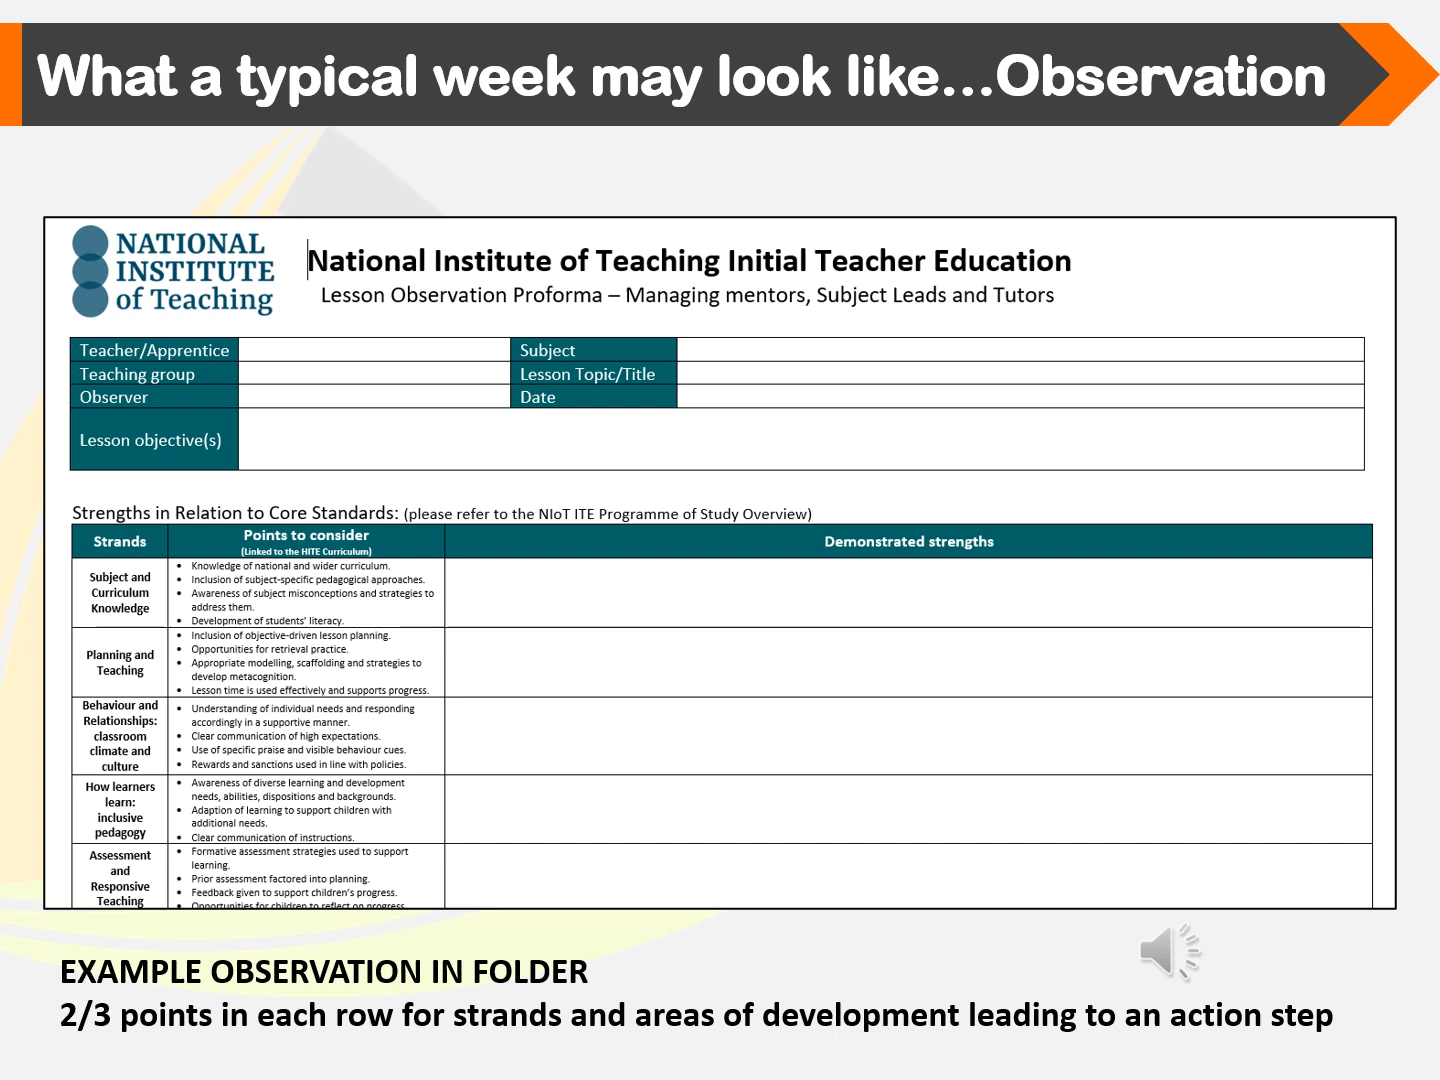 What a typical week may look like...Observation
NATIONAL
INSTITUTE
of Teaching
National Institute of Teaching Initial Teacher Education
Lesson Observation Proforma – Managing mentors, Subject Leads and Tutors
Teacher/Apprentice Subject
Teaching group Lesson Topic/Title
Observer Date
Lesson objective(s)
Strengths in Relation to Core Standards: (please refer to the NIoT ITE Programme of Study Overview)
Strands
Points to consider
(Linked to the HITE Curriculum)
Demonstrated strengths
Subject and
Curriculum
Knowledge
• Knowledge of national and wider curriculum.
• Inclusion of subject-specific pedagogical approaches.
• Awareness of subject misconceptions and strategies to
address them.
• Development of students’ literacy.
Planning and
Teaching
• Inclusion of objective-driven lesson planning.
• Opportunities for retrieval practice.
• Appropriate modelling, scaffolding and strategies to
develop metacognition.
• Lesson time is used effectively and supports progress.
Behaviour and
Relationships:
classroom
climate and
culture
• Understanding of individual needs and responding
accordingly in a supportive manner.
• Clear communication of high expectations.
• Use of specific praise and visible behaviour cues.
• Rewards and sanctions used in line with policies.
How learners
learn:
inclusive
pedagogy
• Awareness of diverse learning and development
needs, abilities, dispositions and backgrounds.
• Adaption of learning to support children with
additional needs.
• Clear communication of instructions.
Assessment
and
Responsive
Teaching
• Formative assessment strategies used to support
learning.
• Prior assessment factored into planning.
• Feedback given to support children’s progress.
• Opportunities for children to reflect on progress
EXAMPLE OBSERVATION IN FOLDER
2/3 points in each row for strands and areas of development leading to an action step